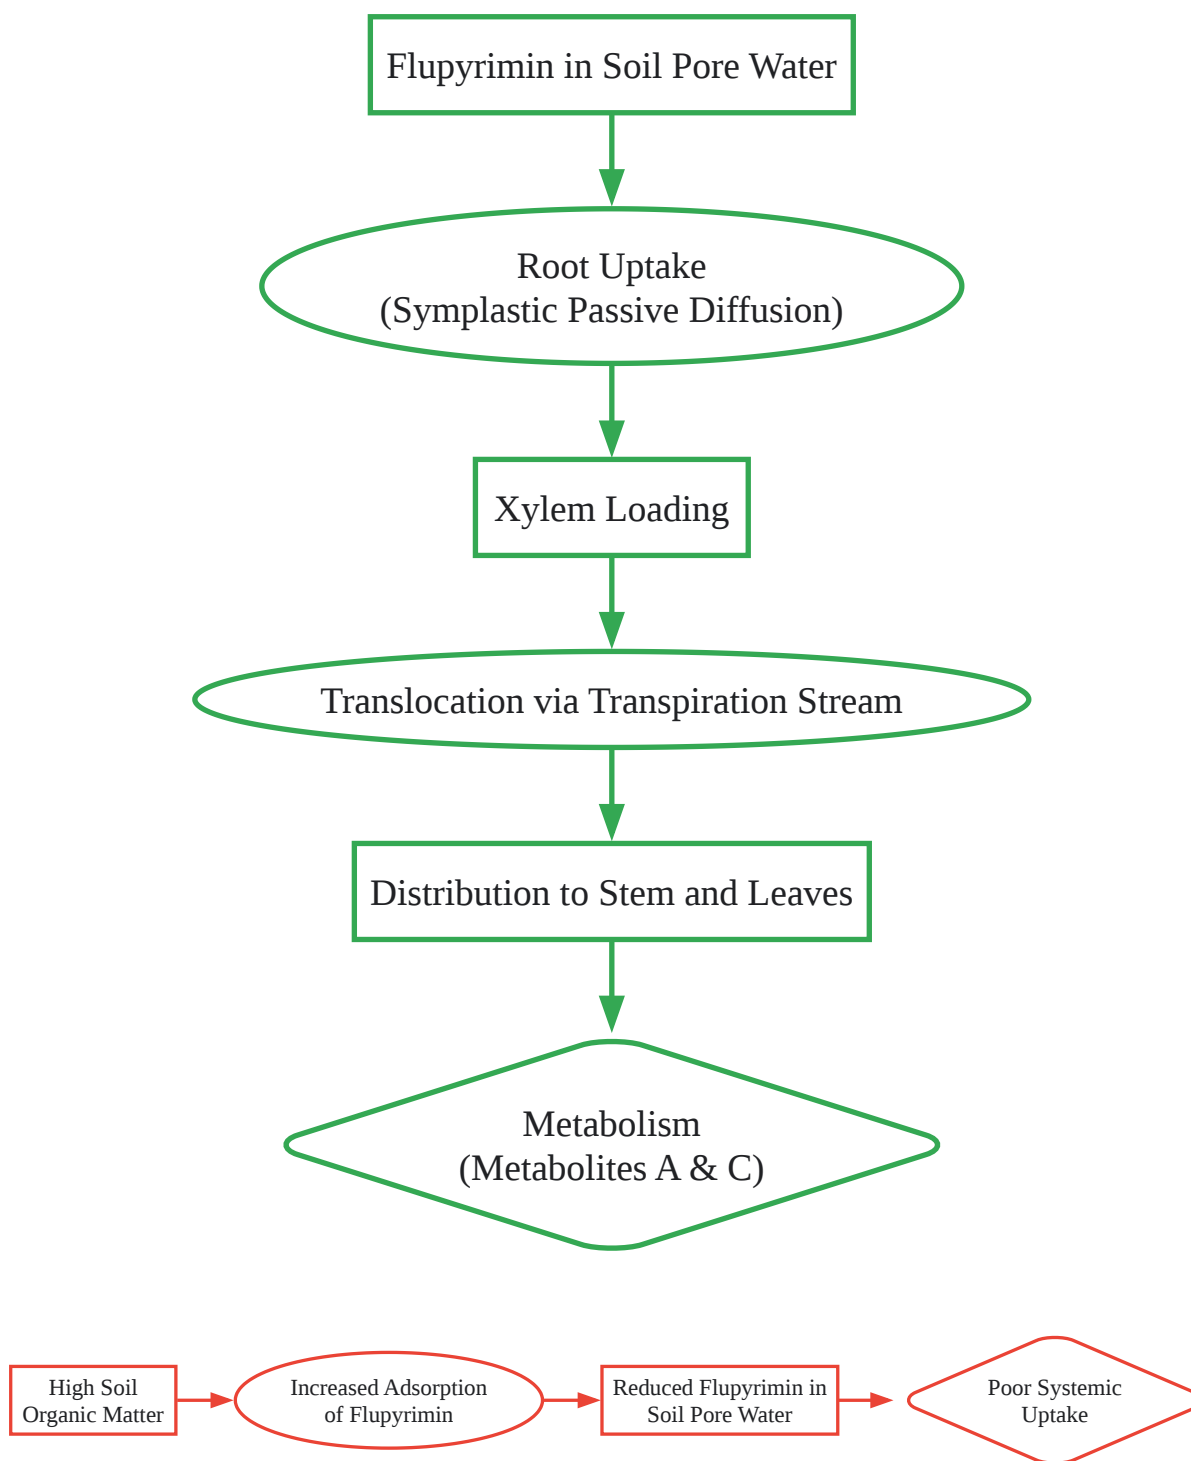 Flupyrimin in Soil Pore Water
Root Uptake
(Symplastic Passive Diffusion)
Xylem Loading
Translocation via Transpiration Stream
Distribution to Stem and Leaves
Metabolism
(Metabolites A & C)
High Soil
Organic Matter
Increased Adsorption
of Flupyrimin
Reduced Flupyrimin in
Soil Pore Water
Poor Systemic
Uptake